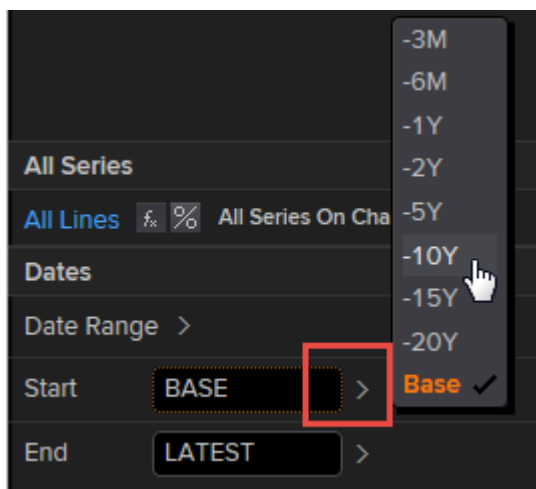 -3M
-6M
-1Y
-2Y
-5Y
-10Y
-15Y
-20Y
Base
All Series
All Lines fx % All Series On Cha
Dates
Date Range >
Start BASE >
End LATEST >